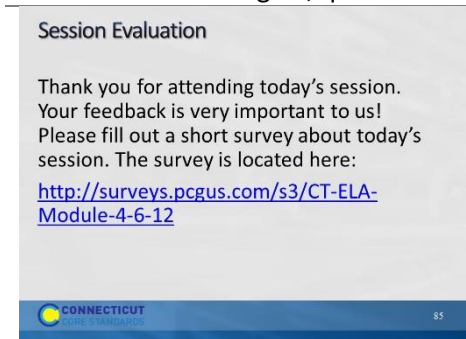 Session Evaluation
Thank you for attending today's session.
Your feedback is very important to us!
Please fill out a short survey about today's
session. The survey is located here:
http://surveys.pcgus.com/s3/CT-ELA-
Module-4-6-12
CONNECTICUT
CORE STANDARDS
85